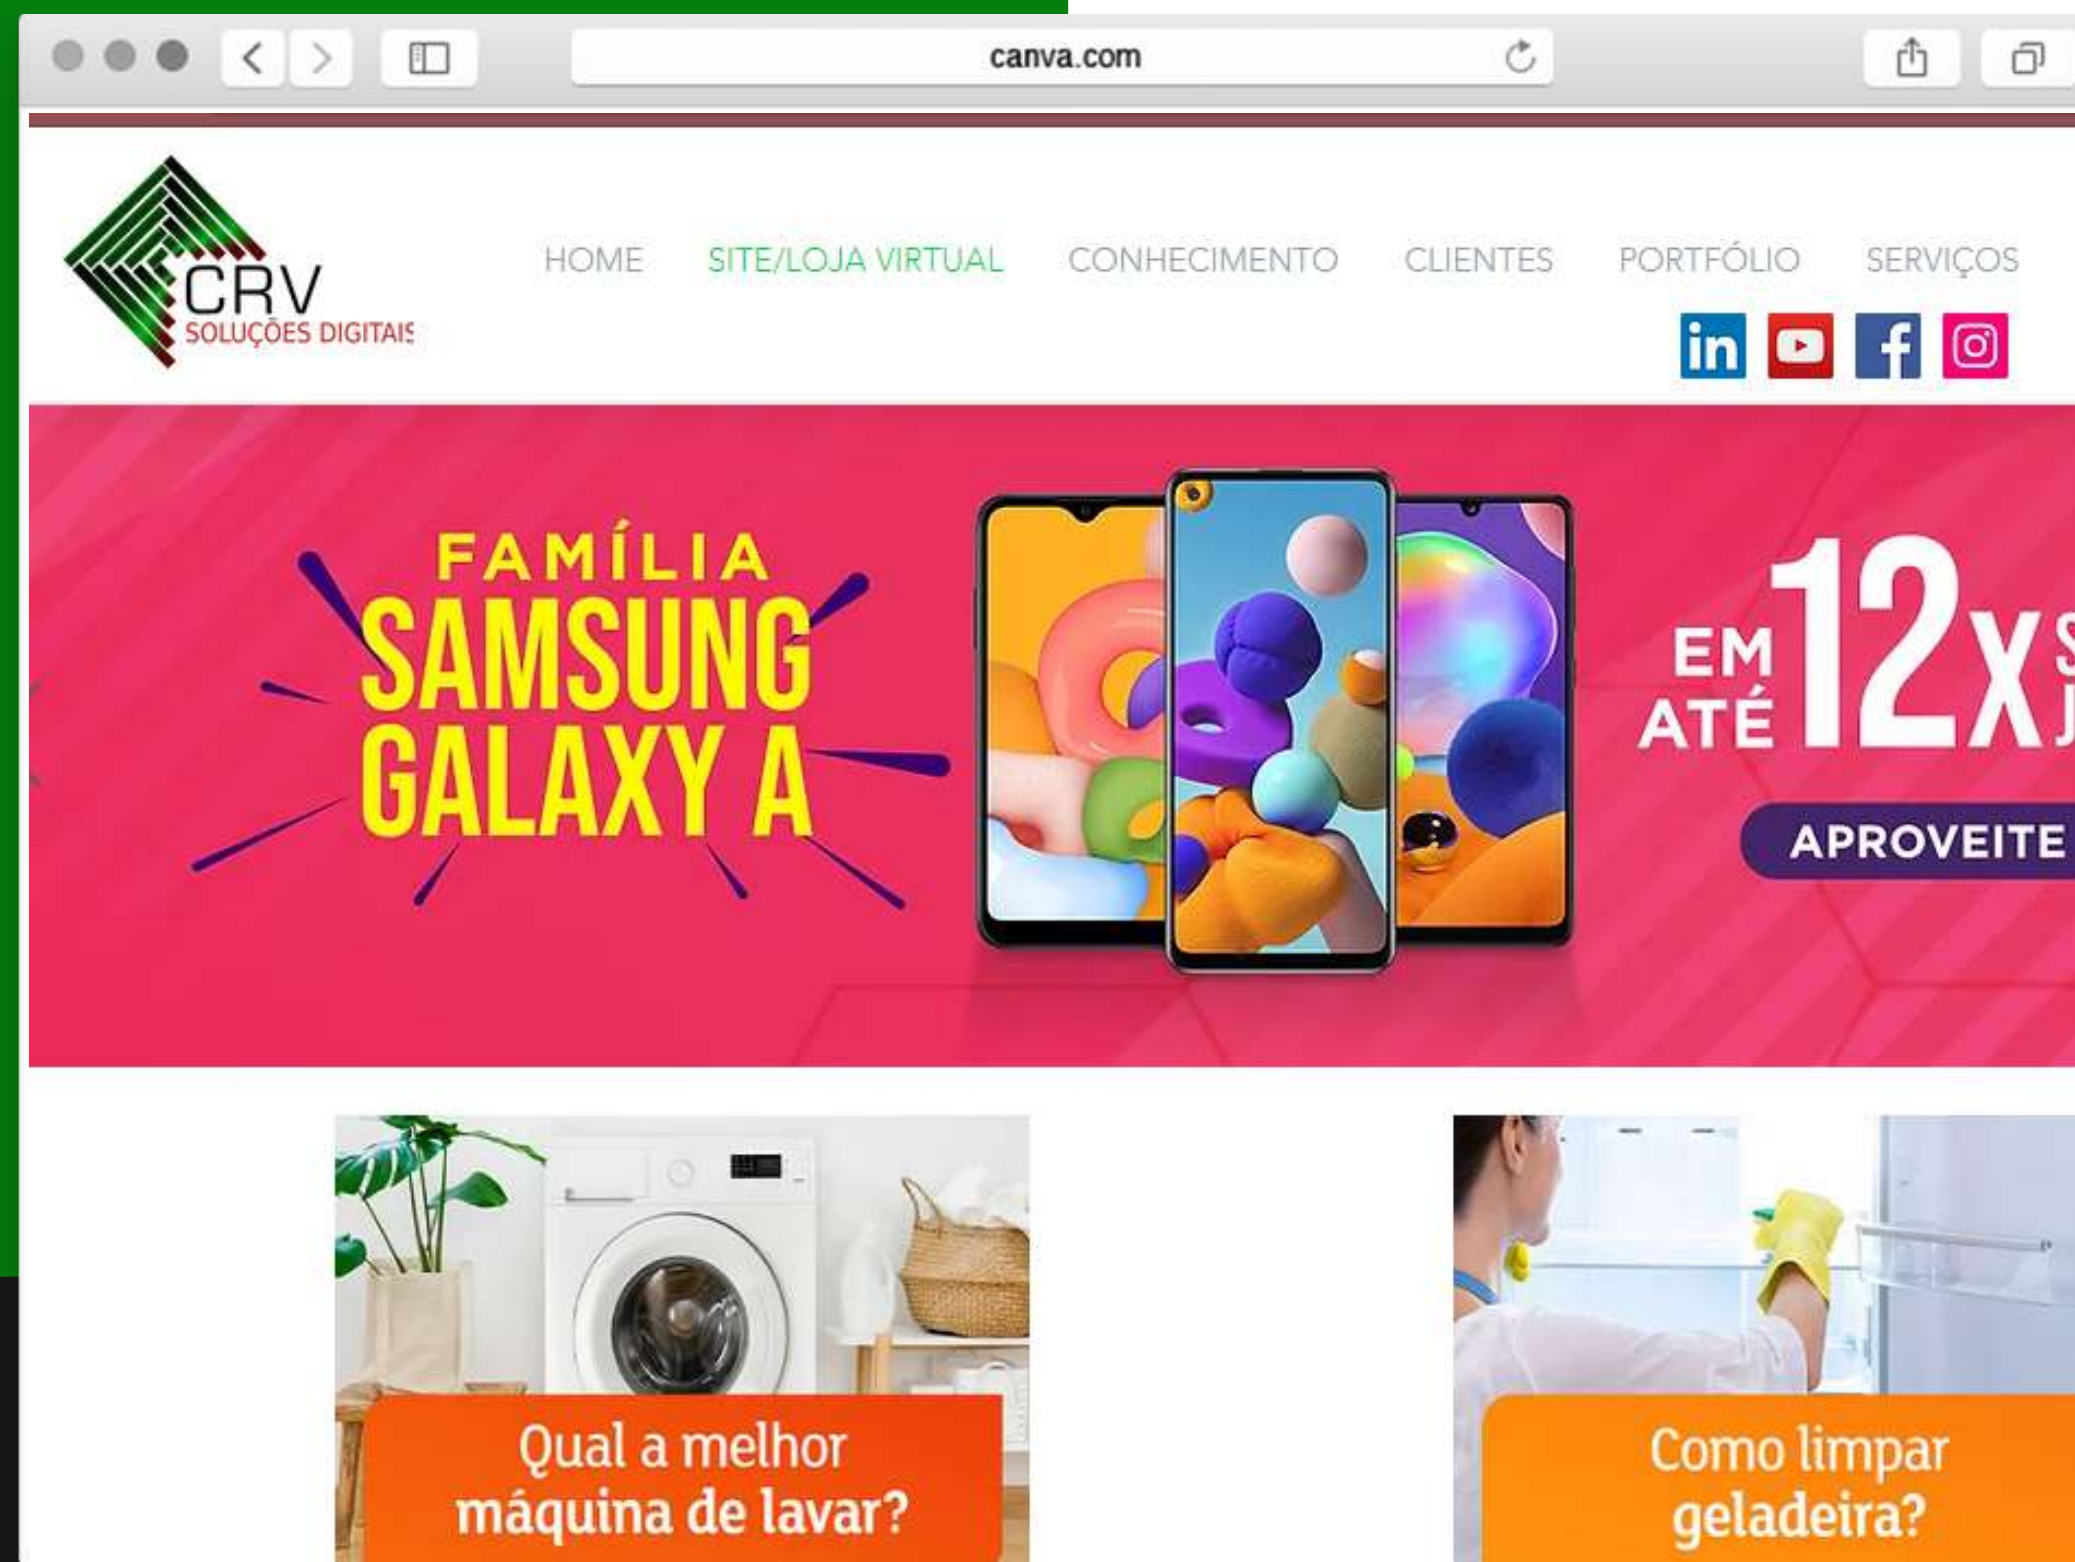 canva.com
CRV
SOLUÇÕES DIGITAIS
HOME SITE/LOJA VIRTUAL CONHECIMENTO CLIENTES PORTFÓLIO SERVIÇOS
in f
FAMÍLIA
SAMSUNG
GALAXY A
EM
ATÉ
12X
APROVEITE
Qual a melhor
máquina de lavar?
Como limpar
geladeira?